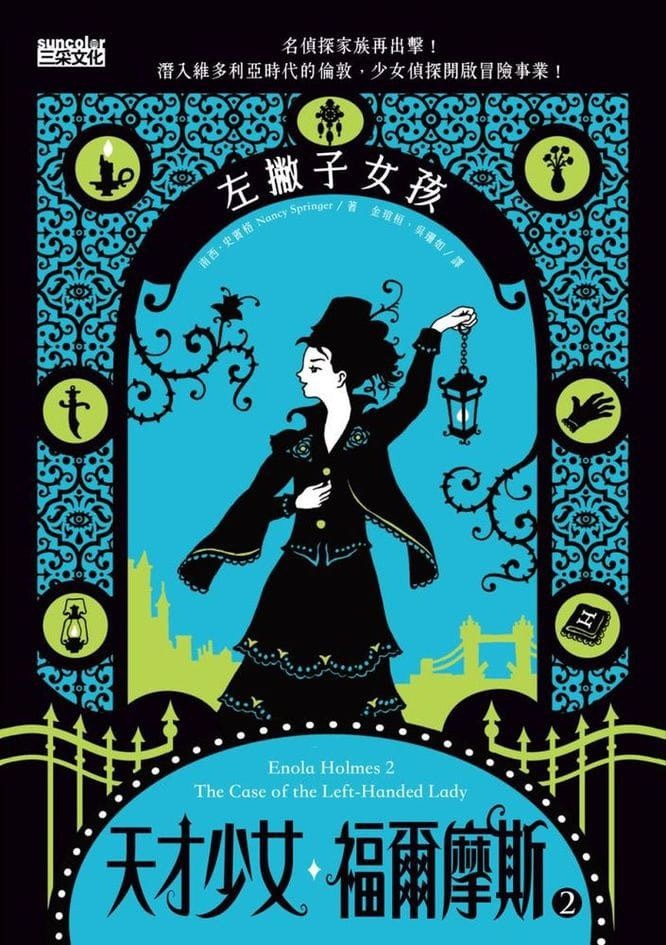 suncolor
三采文化
名偵探家族再出擊！
潛入維多利亞時代的倫敦，少女偵探開啟冒險事業！
左撇子女孩
南西·史賓格 Nancy Springer / 著 金瑄桓、吳珊如 / 譯
H
Enola Holmes 2
The Case of the Left-Handed Lady
天才少女✦福爾摩斯 2